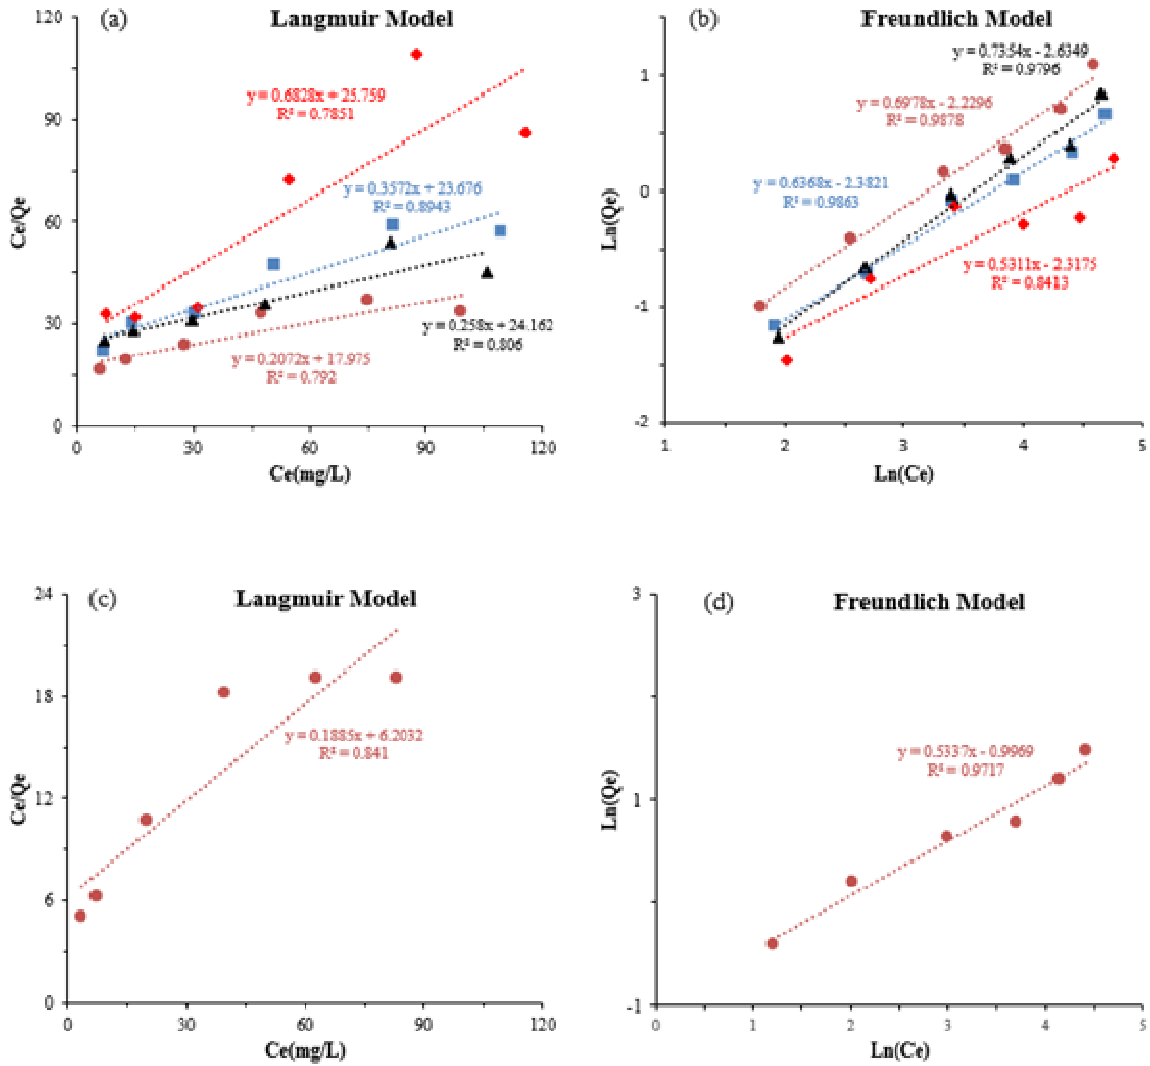 (a)
Langmuir Model
120
90
60
30
0
Ce/Qe
y = 0.6828x + 25.759
R² = 0.7851
y = 0.3572x + 23.676
R² = 0.8943
y = 0.258x + 24.162
R² = 0.806
y = 0.2072x + 17.975
R² = 0.792
0 30 60 90 120
Ce(mg/L)
(b)
Freundlich Model
1
0
-1
-2
Ln(Qe)
y = 0.7354x - 2.6349
R² = 0.9796
y = 0.6978x - 2.2296
R² = 0.9878
y = 0.6368x - 2.3821
R² = 0.9863
y = 0.5311x - 2.3175
R² = 0.8413
1 2 3 4 5
Ln(Ce)
(c)
Langmuir Model
24
18
12
6
0
Ce/Qe
y = 0.1885x + 6.2032
R² = 0.841
0 30 60 90 120
Ce(mg/L)
(d)
Freundlich Model
3
1
-1
Ln(Qe)
y = 0.5337x - 0.9969
R² = 0.9717
0 1 2 3 4 5
Ln(Ce)